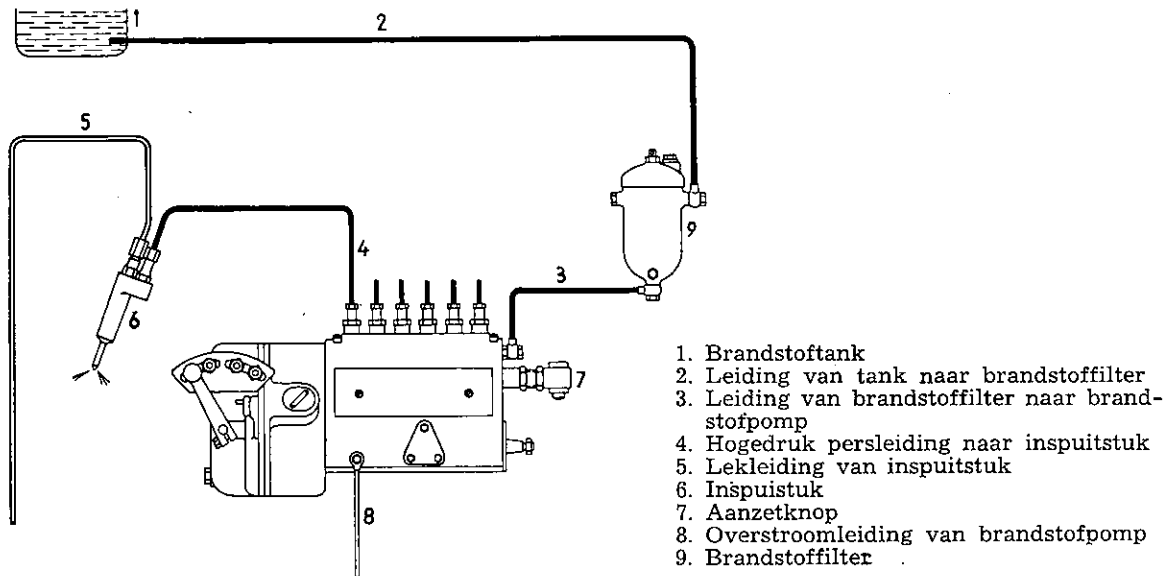 1
2
5
9
4
3
6
7
8
1. Brandstoftank
2. Leiding van tank naar brandstoffilter
3. Leiding van brandstoffilter naar brand-
stofpomp
4. Hogedruk persleiding naar inspuitstuk
5. Lekleiding van inspuitstuk
6. Inspuistuk
7. Aanzetknop
8. Overstroomleiding van brandstofpomp
9. Brandstoffilter